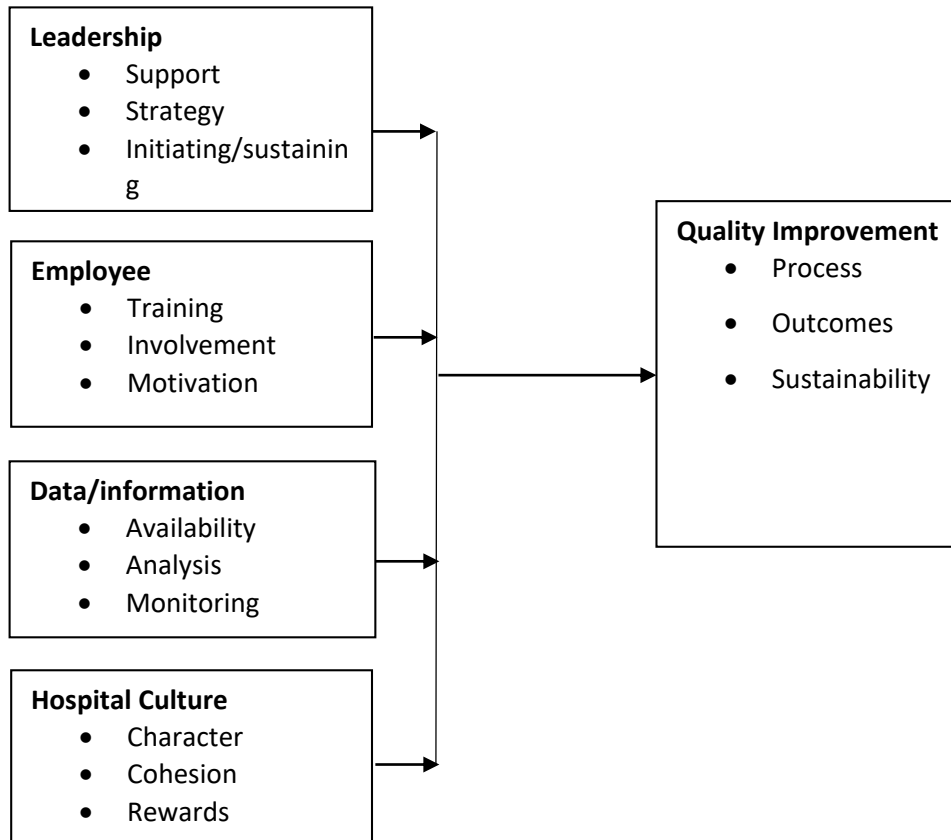 Leadership
• Support
• Strategy
• Initiating/sustainin
g
Employee
• Training
• Involvement
• Motivation
Data/information
• Availability
• Analysis
• Monitoring
Hospital Culture
• Character
• Cohesion
• Rewards
Quality Improvement
• Process
• Outcomes
• Sustainability